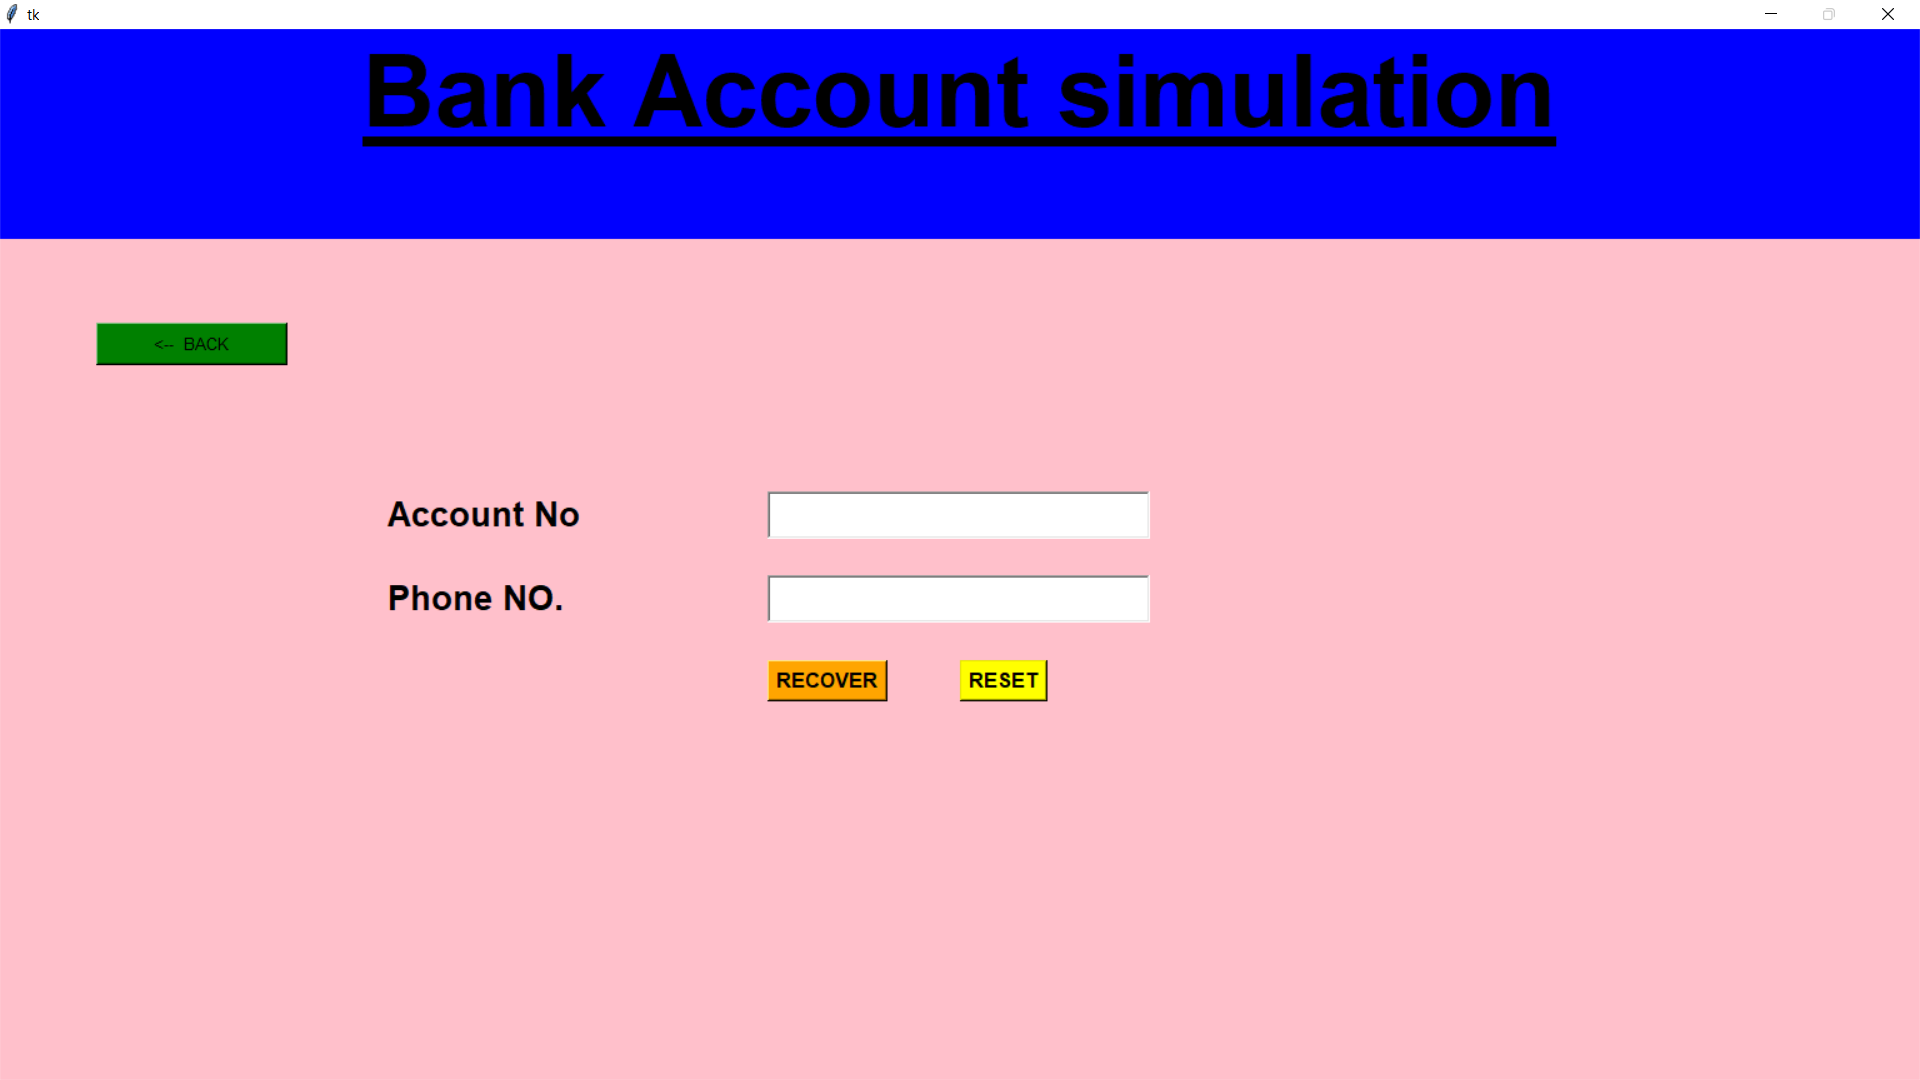 tk
Bank Account simulation
<-- BACK
Account No
Phone NO.
RECOVER RESET